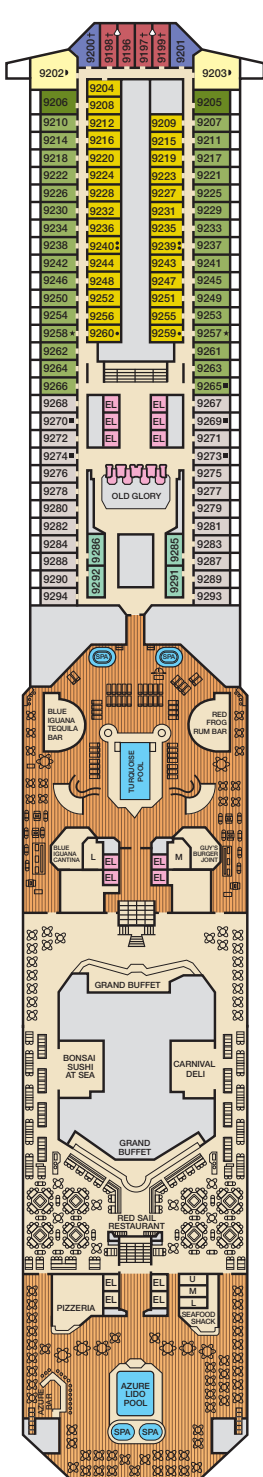 9200† 9198† 9196 9197 9199† 9201
9202 9203
9204
9206 9208 9205
9210 9212 9209 9207
9214 9216 9215 9211
9218 9220 9219 9217
9222 9224 9223 9221
9226 9228 9227 9225
9230 9232 9231 9229
9234 9236 9235 9233
9238 9240 9239 9237
9242 9244 9243 9241
9246 9248 9247 9245
9250 9252 9251 9249
9254 9256 9255 9253
9258★ 9260• 9259• 9257★
9262 9261
9264 9263
9266 9265■
9268 EL EL 9267
9270■ EL EL 9269■
9272 EL EL 9271
9274■ 9273■
9276 9275
9278 OLD GLORY 9277
9280 9279
9282 9281
9284 9286 9285 9283
9288 9287
9290 9292 9291 9289
9294 9293
SPA SPA
BLUE
IGUANA
TEQUILA
BAR
RED
FROG
RUM BAR
TURQUOISE
POOL
BLUE
IGUANA
CANTINA
L EL EL M
EL EL
GUY'S
BURGER
JOINT
GRAND BUFFET
BONSAI
SUSHI
AT SEA
CARNIVAL
DELI
GRAND
BUFFET
RED SAIL
RESTAURANT
EL EL
EL EL
U
M
L
PIZZERIA
SEAFOOD
SHACK
AZURE
BAR
AZURE
LIDO
POOL
SPA SPA